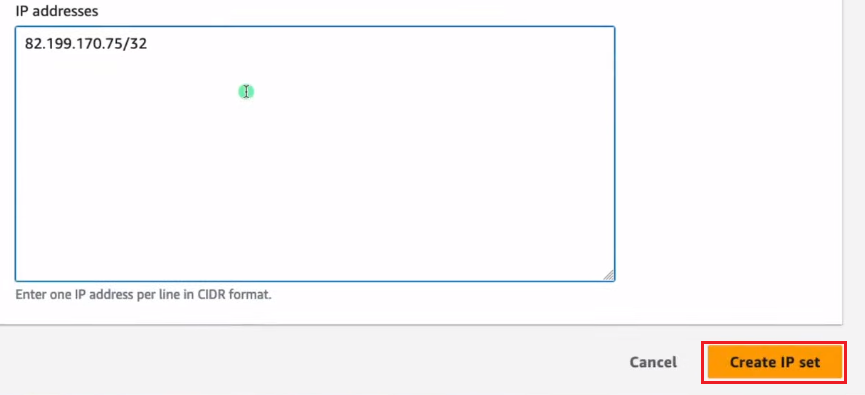 IP addresses
82.199.170.75/32
Enter one IP address per line in CIDR format.
Cancel Create IP set